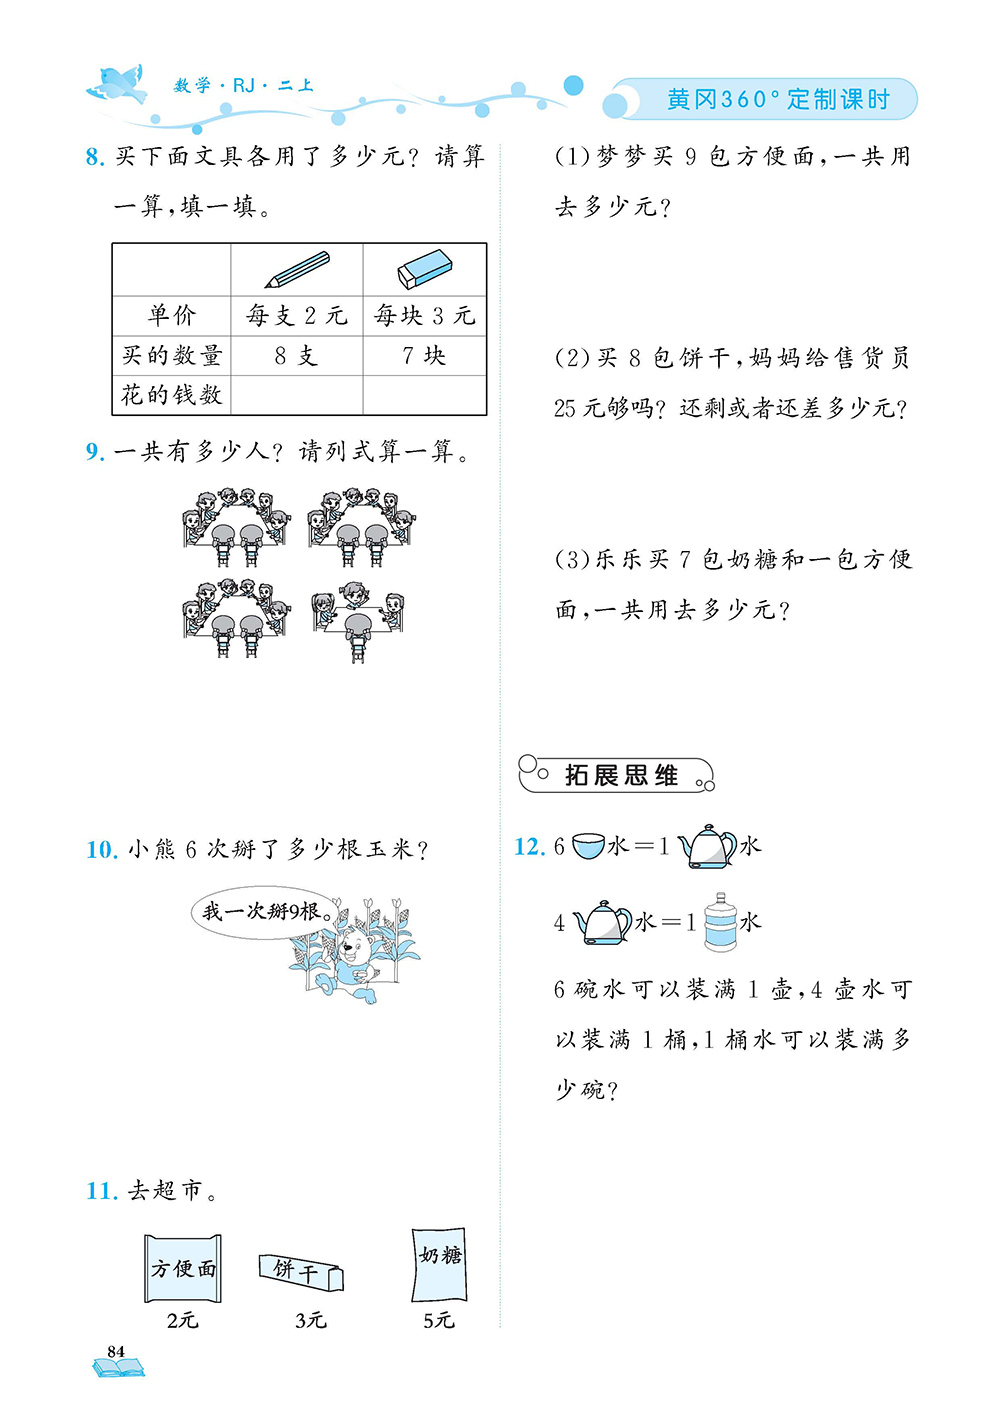 数学·RJ·二上
黄冈360°定制课时
8. 买下面文具各用了多少元？请算
一算，填一填。
单价 每支2元 每块3元
买的数量 8支 7块
花的钱数
9. 一共有多少人？请列式算一算。
10. 小熊6次掰了多少根玉米？
我一次掰9根。
11. 去超市。
方便面 饼干 奶糖
2元 3元 5元
84
(1)梦梦买9包方便面，一共用
去多少元？
(2)买8包饼干，妈妈给售货员
25元够吗？还剩或者还差多少元？
(3)乐乐买7包奶糖和一包方便
面，一共用去多少元？
拓展思维
12. 6 水＝1 水
4 水＝1 水
6碗水可以装满1壶，4壶水可
以装满1桶，1桶水可以装满多
少碗？